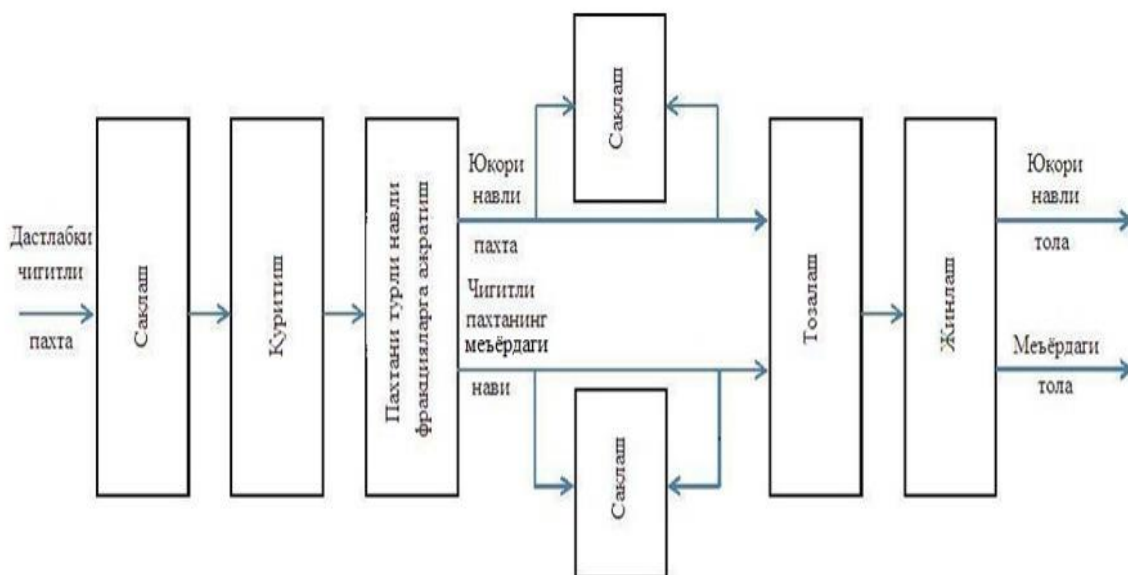 Дастлабки
чигитли
пахта
Саклаш
Куритиш
Пахтани турли навли
фракцияларга ажратиш
Юкори
навли
пахта
Саклаш
Чигитли
пахтанинг
меъёрдаги
нави
Саклаш
Тозалаш
Жинлаш
Юқори
навли
тола
Меъёрдаги
тола